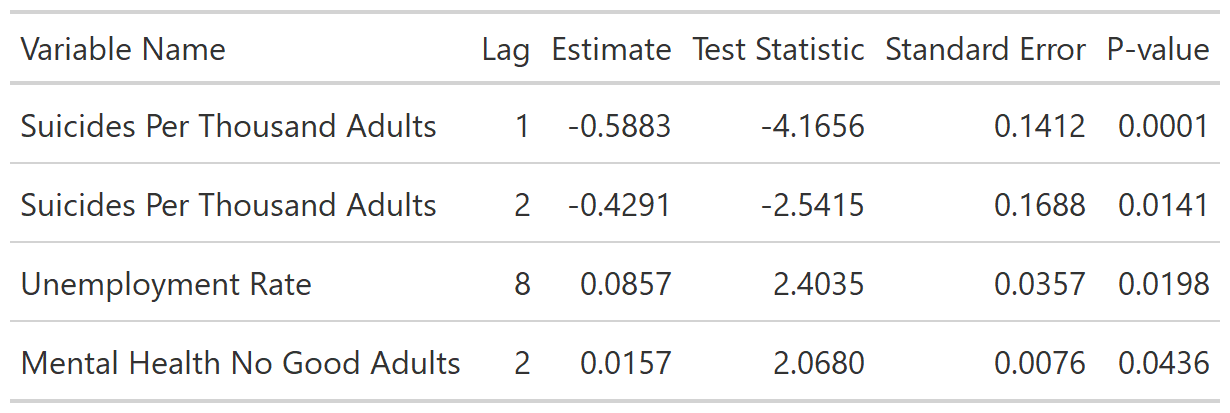 Variable Name Lag Estimate Test Statistic Standard Error P-value
Suicides Per Thousand Adults 1 -0.5883 -4.1656 0.1412 0.0001
Suicides Per Thousand Adults 2 -0.4291 -2.5415 0.1688 0.0141
Unemployment Rate 8 0.0857 2.4035 0.0357 0.0198
Mental Health No Good Adults 2 0.0157 2.0680 0.0076 0.0436